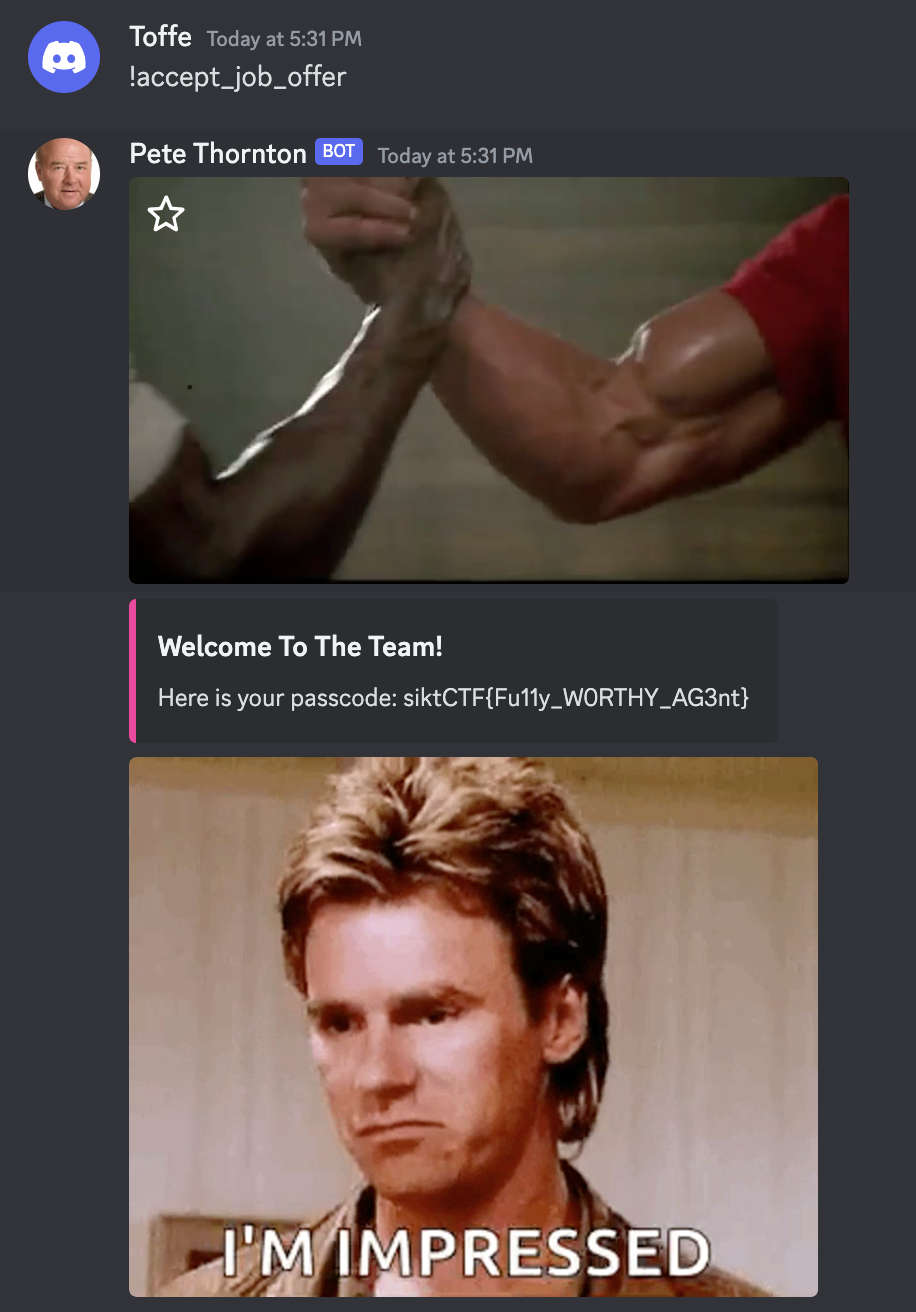 Toffe Today at 5:31 PM
!accept_job_offer
Pete Thornton BOT Today at 5:31 PM
Welcome To The Team!
Here is your passcode: siktCTF{Fu11y_W0RTHY_AG3nt}
I'M IMPRESSED